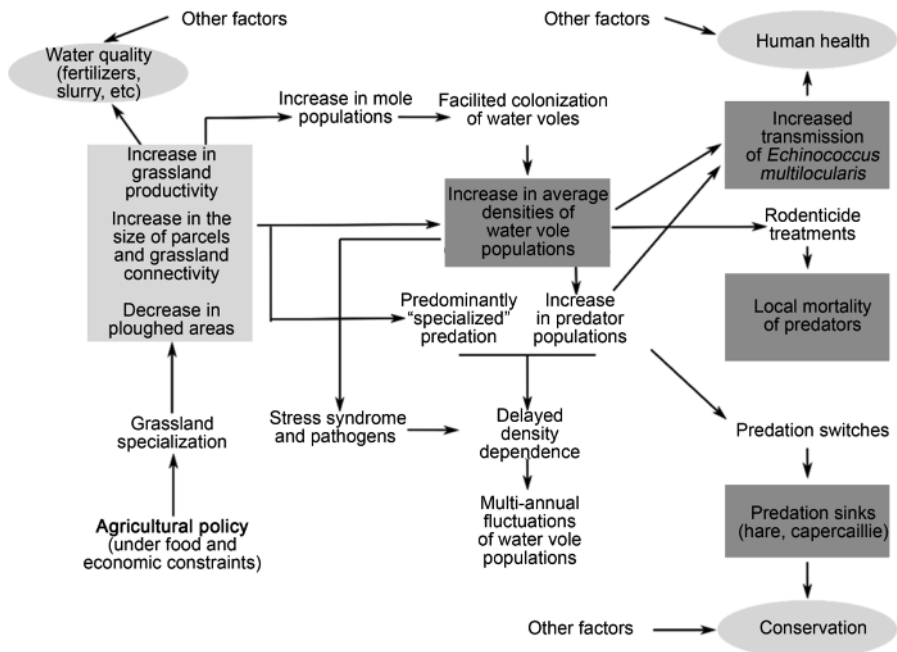 Other factors
Water quality
(fertilizers,
slurry, etc)
Other factors
Human health
Increase in mole
populations
Facilited colonization
of water voles
Increased
transmission
of Echinococcus
multilocularis
Increase in
grassland
productivity
Increase in the
size of parcels
and grassland
connectivity
Decrease in
ploughed areas
Increase in average
densities of
water vole
populations
Rodenticide
treatments
Local mortality
of predators
Predominantly
“specialized”
predation
Increase
in predator
populations
Grassland
specialization
Stress syndrome
and pathogens
Delayed
density
dependence
Predation switches
Agricultural policy
(under food and
economic constraints)
Multi-annual
fluctuations
of water vole
populations
Predation sinks
(hare, capercaillie)
Other factors
Conservation